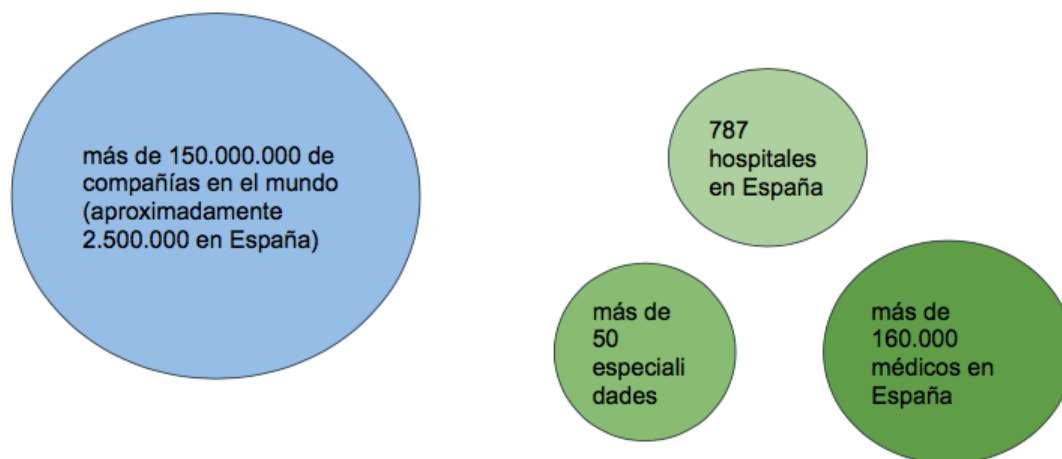 más de 150.000.000 de
compañías en el mundo
(aproximadamente
2.500.000 en España)
787
hospitales
en España
más de
50
especiali
dades
más de
160.000
médicos en
España